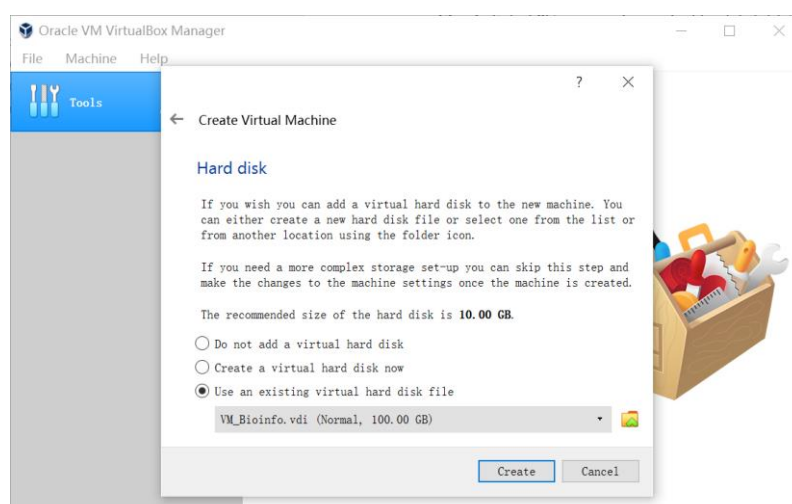 Oracle VM VirtualBox Manager
File Machine Help
Tools
?
Create Virtual Machine
Hard disk
If you wish you can add a virtual hard disk to the new machine. You
can either create a new hard disk file or select one from the list or
from another location using the folder icon.
If you need a more complex storage set-up you can skip this step and
make the changes to the machine settings once the machine is created.
The recommended size of the hard disk is 10.00 GB.
Do not add a virtual hard disk
Create a virtual hard disk now
Use an existing virtual hard disk file
VM_Bioinfo.vdi (Normal, 100.00 GB)
Create Cancel